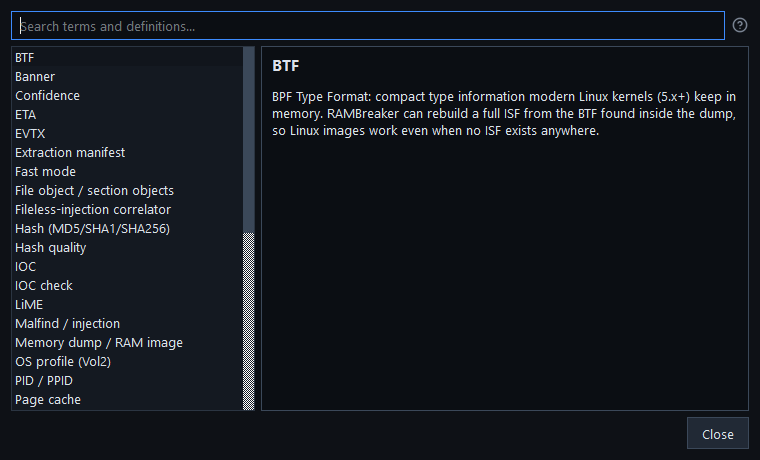 Search terms and definitions...
BTF
Banner
Confidence
ETA
EVTX
Extraction manifest
Fast mode
File object / section objects
Fileless-injection correlator
Hash (MD5/SHA1/SHA256)
Hash quality
IOC
IOC check
LiME
Malfind / injection
Memory dump / RAM image
OS profile (Vol2)
PID / PPID
Page cache
BTF
BPF Type Format: compact type information modern Linux kernels (5.x+) keep in
memory. RAMBreaker can rebuild a full ISF from the BTF found inside the dump,
so Linux images work even when no ISF exists anywhere.
Close